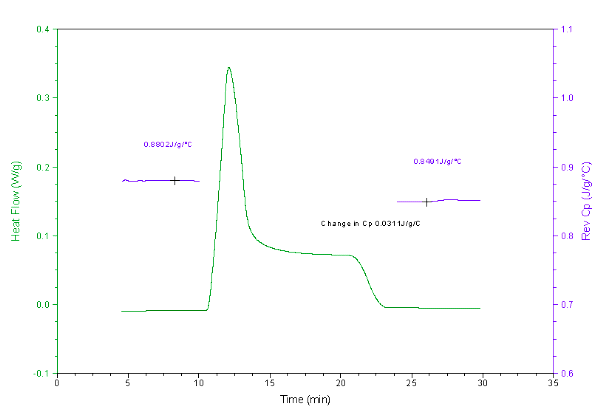 0.4
0.3
0.2
0.1
0.0
-0.1
Heat Flow (W/g)
0.8802J/g/°C
0.8491J/g/°C
Change in Cp 0.0311J/g/C
1.1
1.0
0.9
0.8
0.7
0.6
Rev Cp (J/g/°C)
0 5 10 15 20 25 30 35
Time (min)